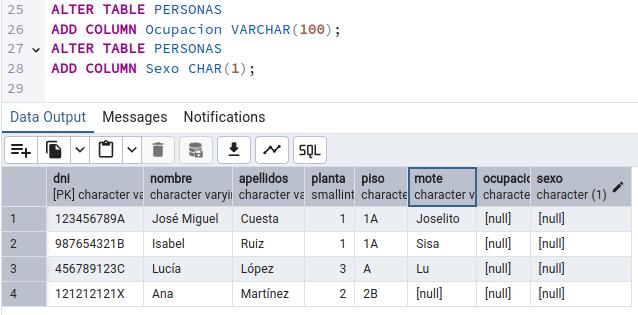 25 ALTER TABLE PERSONAS
26 ADD COLUMN Ocupacion VARCHAR(100);
27 ALTER TABLE PERSONAS
28 ADD COLUMN Sexo CHAR(1);
29
Data Output Messages Notifications
SQL
dni nombre apellidos planta piso mote ocupacio sexo
[PK] character va character varyi character va smallint characte character v characte character (1)
1 123456789A José Miguel Cuesta 1 1A Joselito [null] [null]
2 987654321B Isabel Ruiz 1 1A Sisa [null] [null]
3 456789123C Lucía López 3 A Lu [null] [null]
4 121212121X Ana Martínez 2 2B [null] [null] [null]